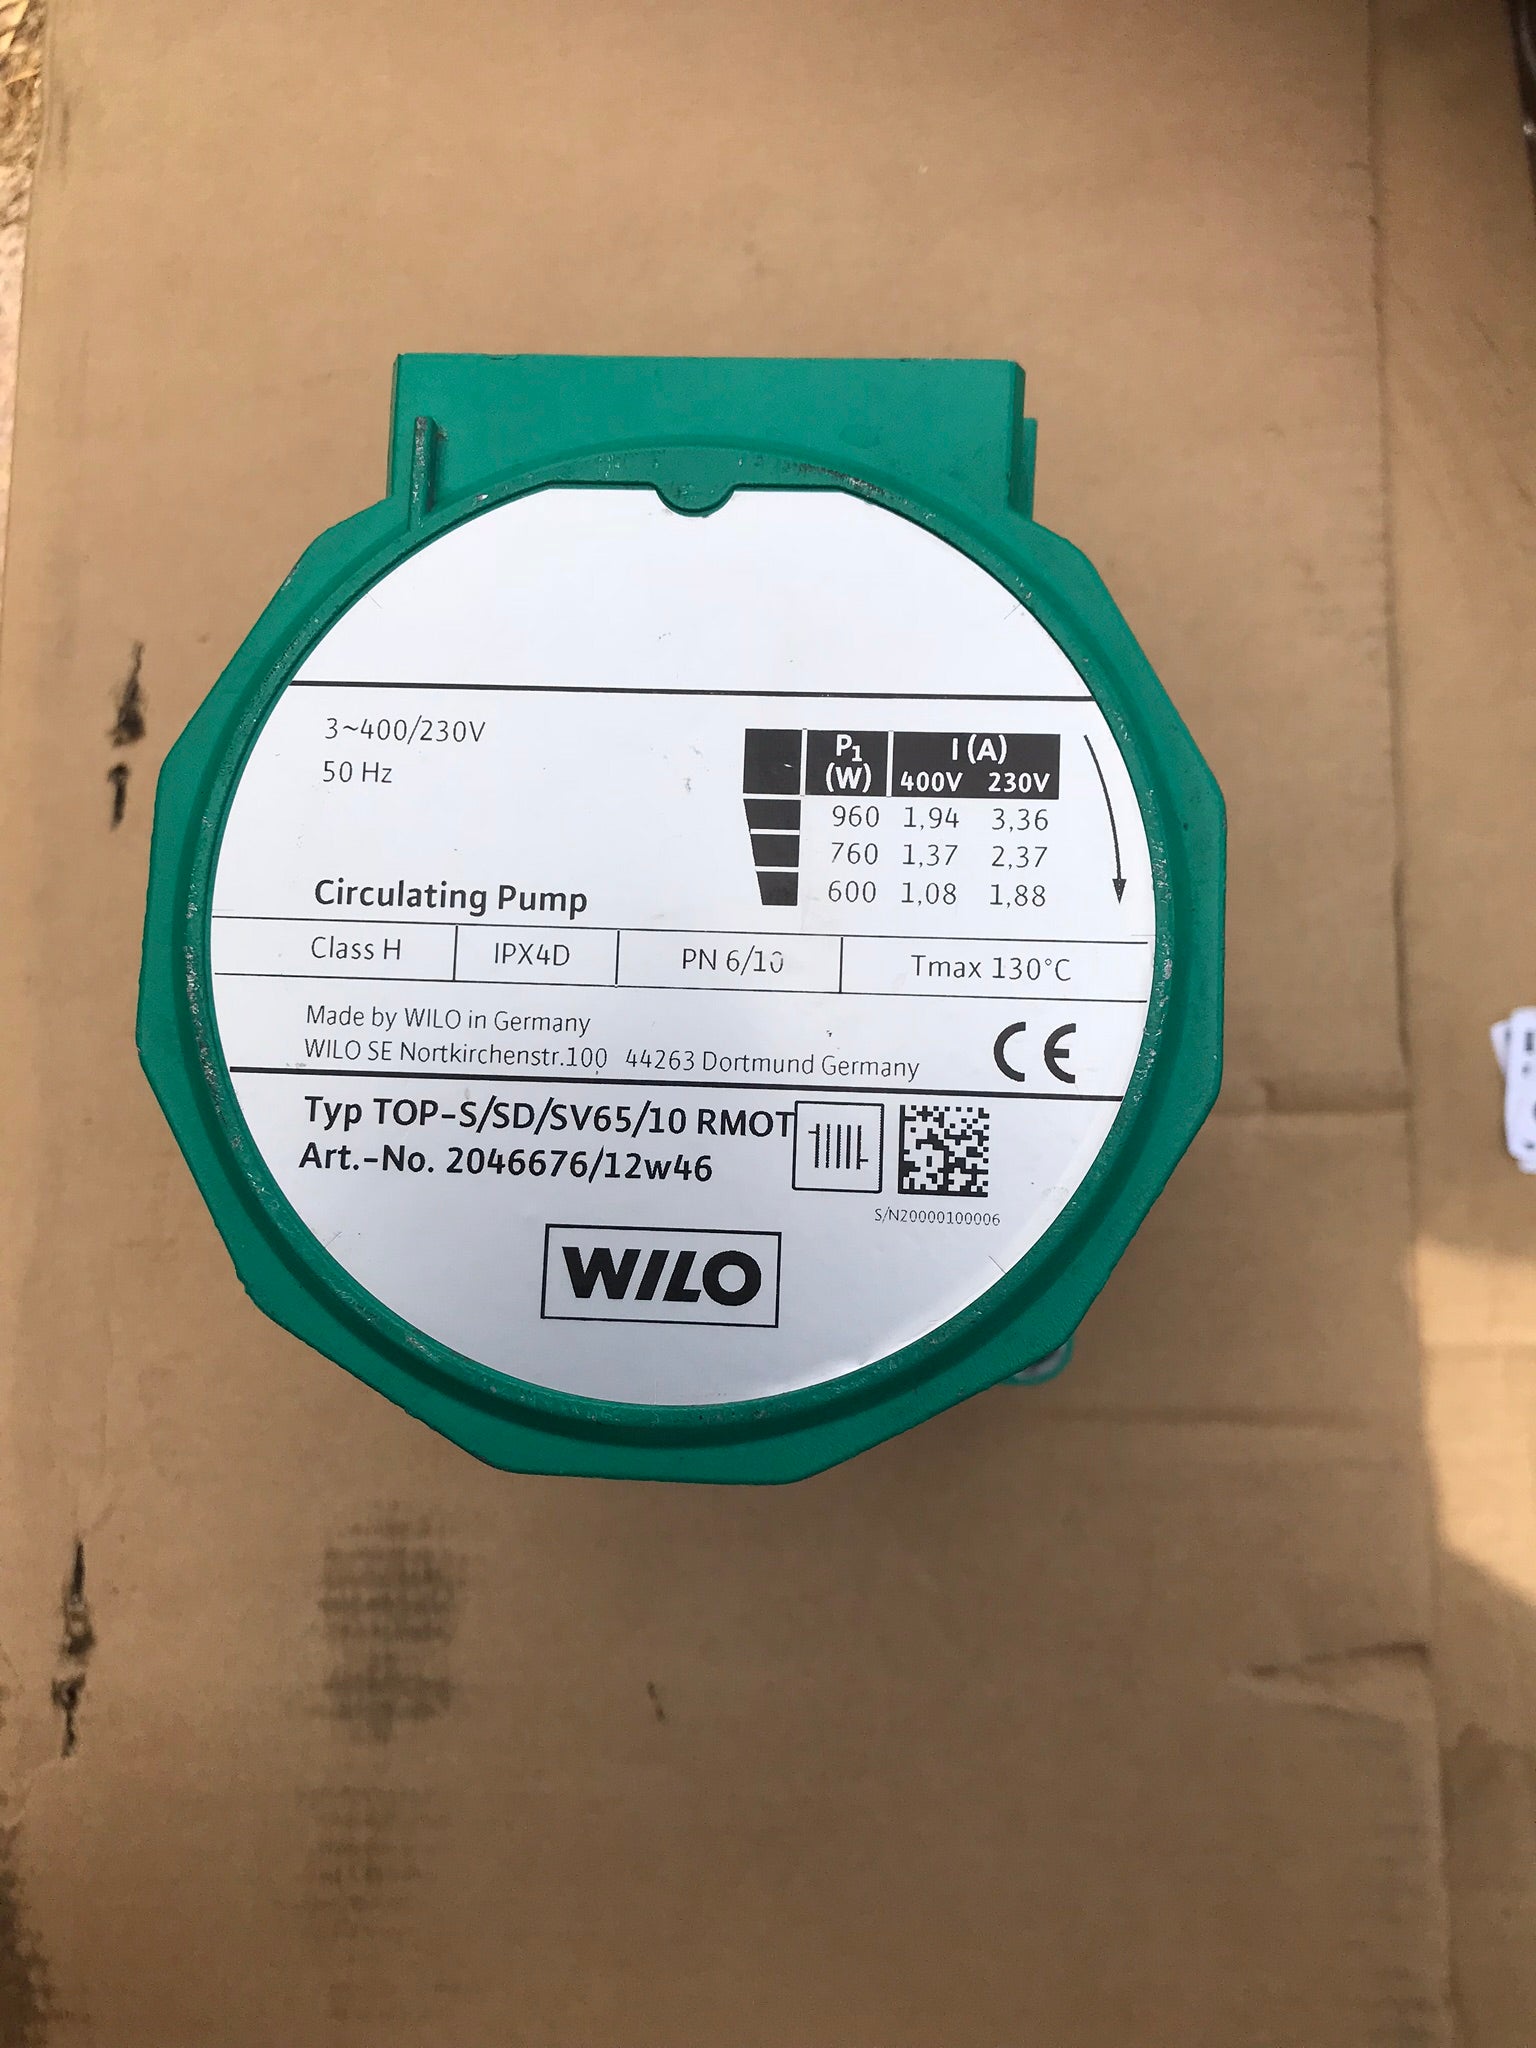 3~400/230V
50 Hz
P1 (W) I (A)
400V 230V
960 1,94 3,36
760 1,37 2,37
600 1,08 1,88
Circulating Pump
Class H IPX4D PN 6/10 Tmax 130°C
Made by WILO in Germany
WILO SE Nortkirchenstr.100 44263 Dortmund Germany
CE
Typ TOP-S/SD/SV65/10 RMOT
Art.-No. 2046676/12w46
S/N20000100006
WILO